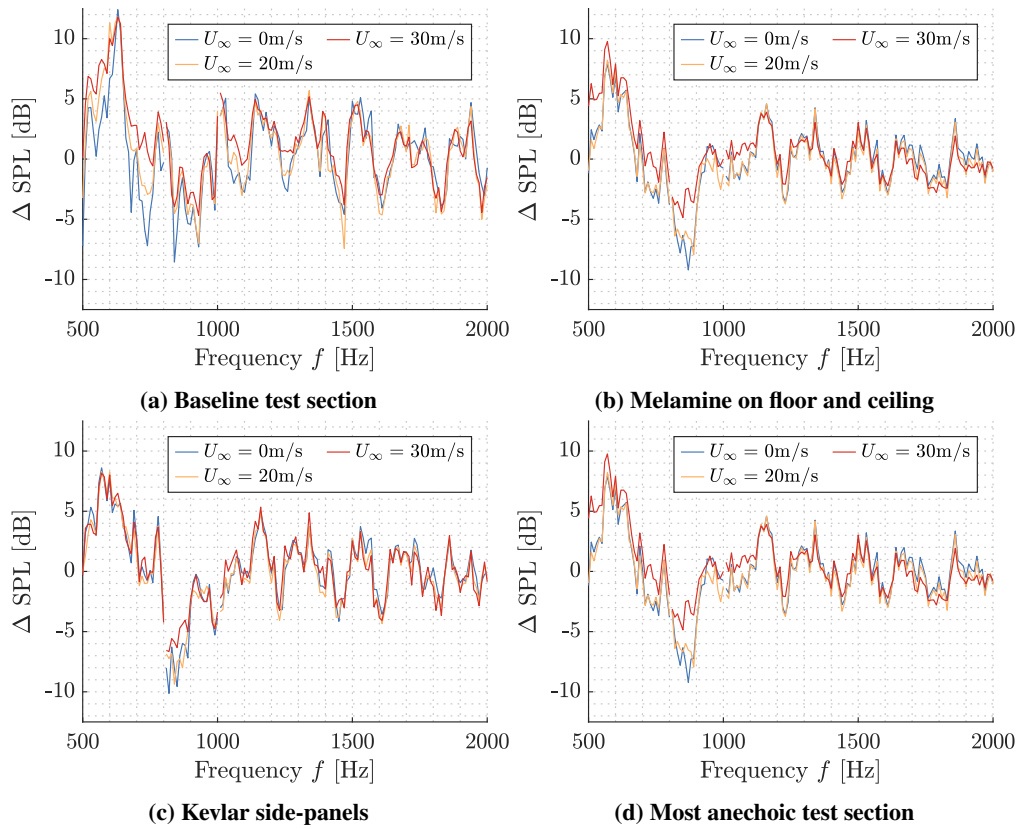 10
5
0
-5
-10
Δ SPL [dB]
U∞ = 0m/s
U∞ = 30m/s
U∞ = 20m/s
500
1000
1500
2000
Frequency f [Hz]
(a) Baseline test section
10
5
0
-5
-10
Δ SPL [dB]
U∞ = 0m/s
U∞ = 30m/s
U∞ = 20m/s
500
1000
1500
2000
Frequency f [Hz]
(b) Melamine on floor and ceiling
10
5
0
-5
-10
Δ SPL [dB]
U∞ = 0m/s
U∞ = 30m/s
U∞ = 20m/s
500
1000
1500
2000
Frequency f [Hz]
(c) Kevlar side-panels
10
5
0
-5
-10
Δ SPL [dB]
U∞ = 0m/s
U∞ = 30m/s
U∞ = 20m/s
500
1000
1500
2000
Frequency f [Hz]
(d) Most anechoic test section